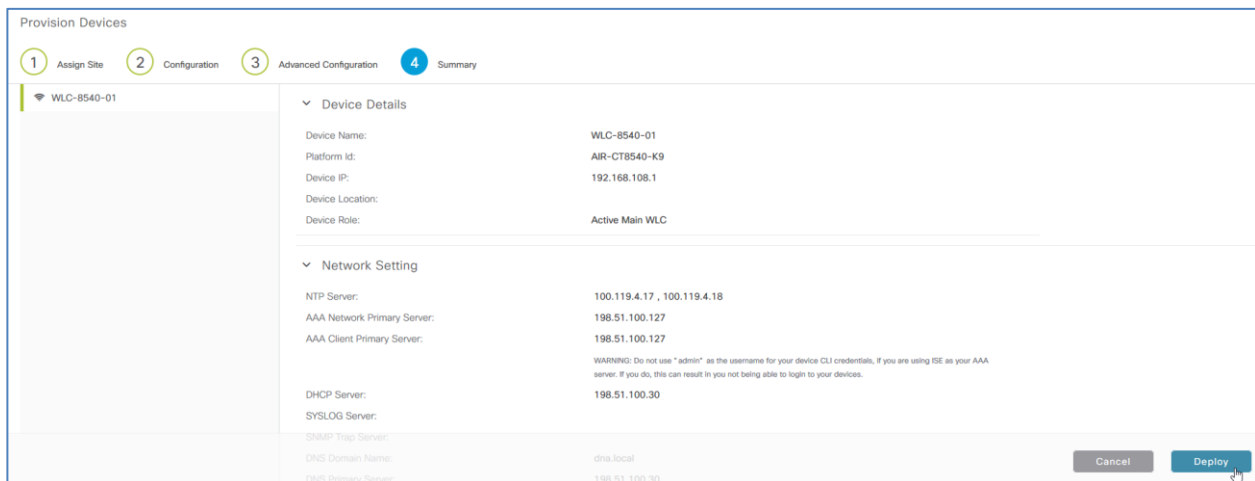 Provision Devices
1 Assign Site 2 Configuration 3 Advanced Configuration 4 Summary
WLC-8540-01
Device Details
Device Name: WLC-8540-01
Platform Id: AIR-CT8540-K9
Device IP: 192.168.108.1
Device Location:
Device Role: Active Main WLC
Network Setting
NTP Server: 100.119.4.17 , 100.119.4.18
AAA Network Primary Server: 198.51.100.127
AAA Client Primary Server: 198.51.100.127
WARNING: Do not use "admin" as the username for your device CLI credentials, if you are using ISE as your AAA
server. If you do, this can result in you not being able to login to your devices.
DHCP Server: 198.51.100.30
SYSLOG Server:
SNMP Trap Server:
DNS Domain Name: dna.local
DNS Primary Server: 198.51.100.30
Cancel Deploy